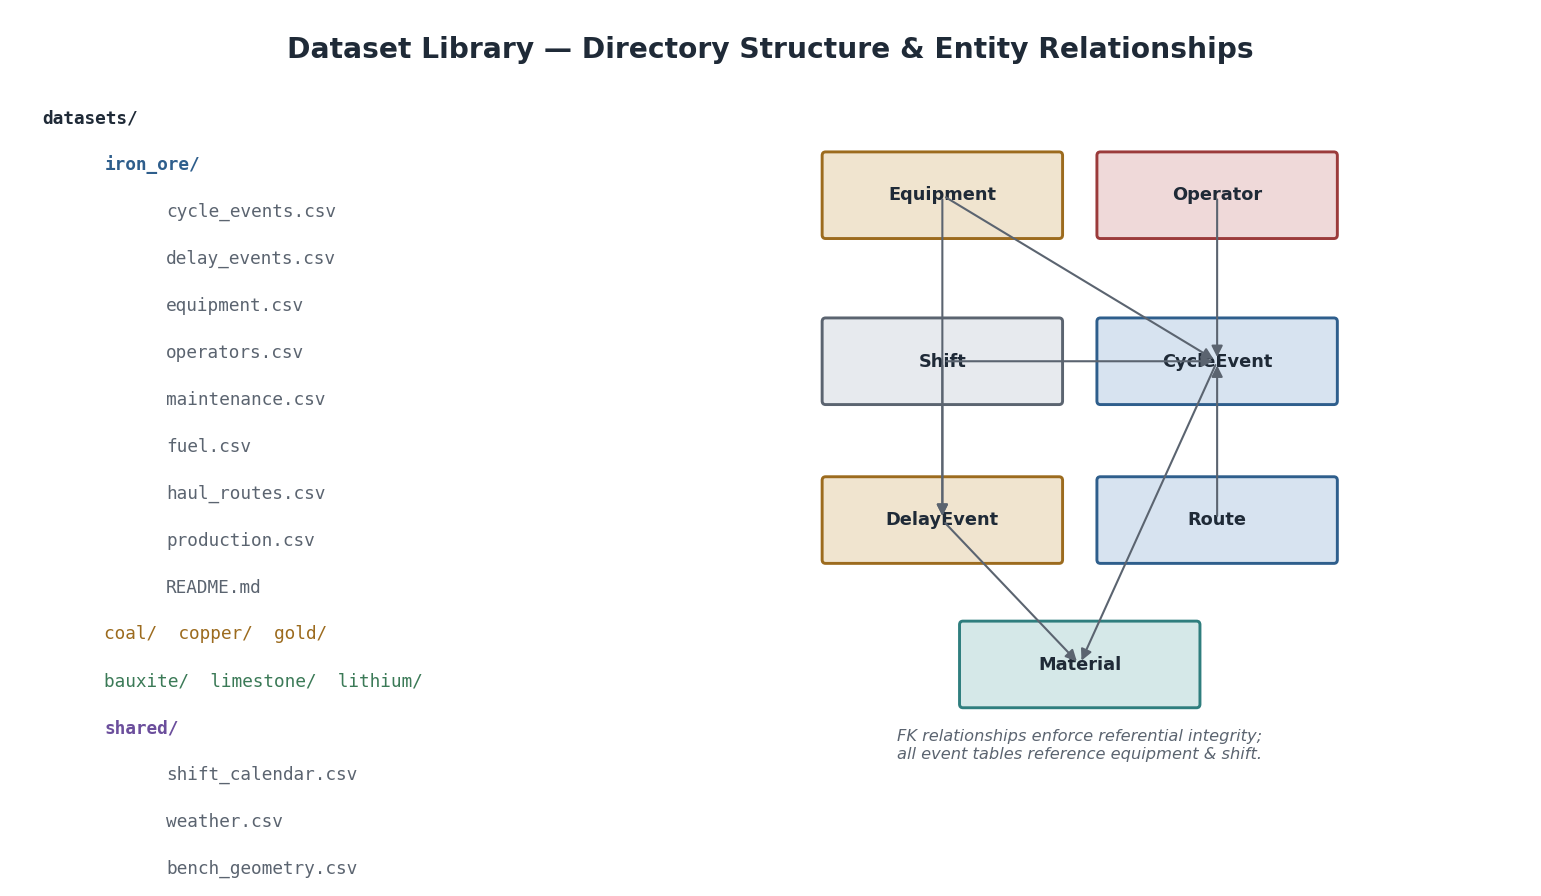 Dataset Library — Directory Structure & Entity Relationships
datasets/
iron_ore/
cycle_events.csv
delay_events.csv
equipment.csv
operators.csv
maintenance.csv
fuel.csv
haul_routes.csv
production.csv
README.md
coal/  copper/  gold/
bauxite/  limestone/  lithium/
shared/
shift_calendar.csv
weather.csv
bench_geometry.csv
Equipment
Operator
Shift
CycleEvent
DelayEvent
Route
Material
FK relationships enforce referential integrity;
all event tables reference equipment & shift.